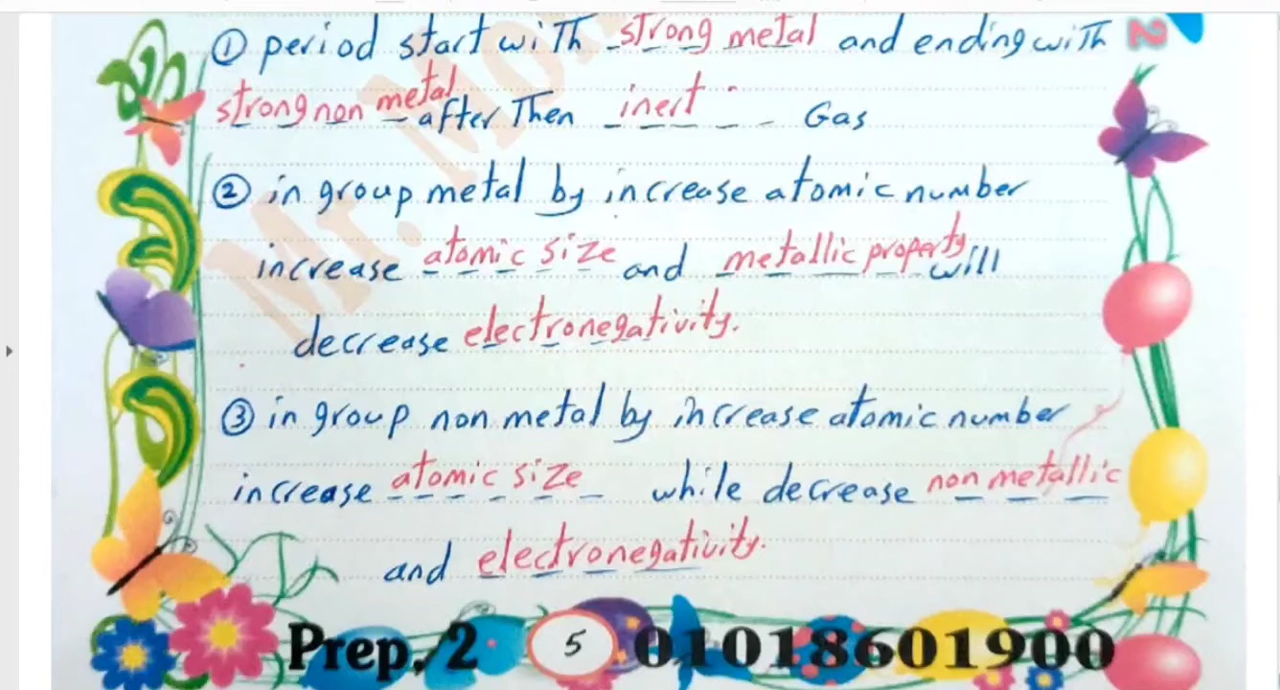 ① period start with strong metal and ending with 2
strong non metal after Then inert Gas
② in group metal by increase atomic number
increase atomic size and metallic property will
decrease electronegativity.
③ in group non metal by increase atomic number
increase atomic size while decrease non metallic
and electronegativity.
Prep. 2 5 01018601900